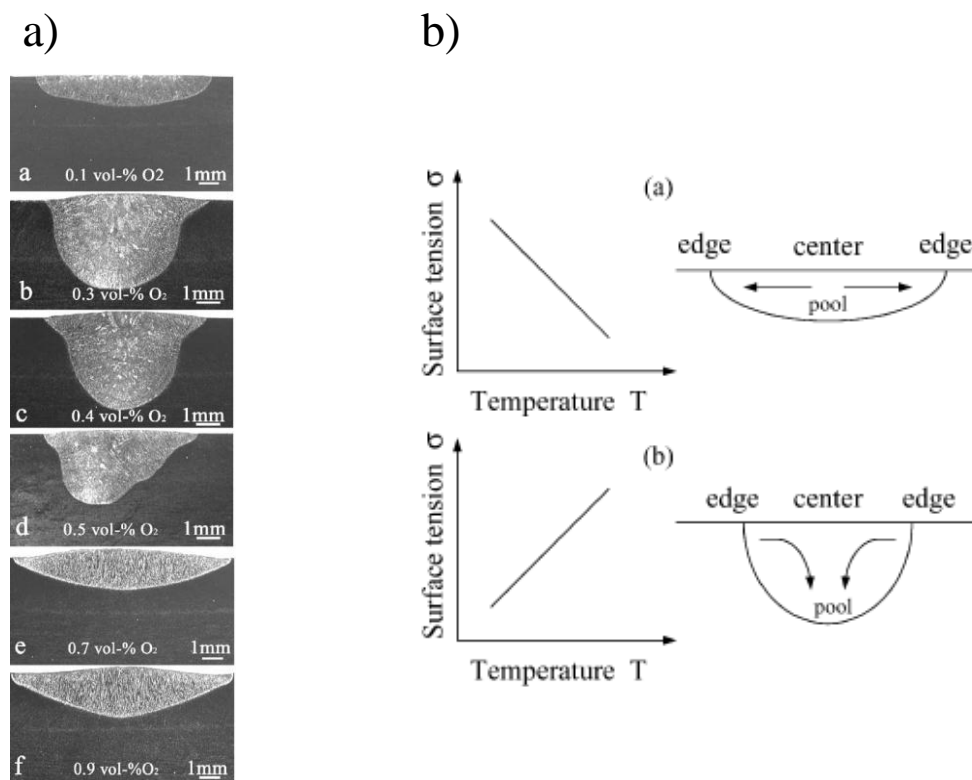 a)
b)
a 0.1 vol-% O2 1mm
b 0.3 vol-% O₂ 1mm
c 0.4 vol-% O₂ 1mm
d 0.5 vol-% O₂ 1mm
e 0.7 vol-% O₂ 1mm
f 0.9 vol-%O₂ 1mm
(a)
Surface tension σ
Temperature T
edge center edge
pool
(b)
Surface tension σ
Temperature T
edge center edge
pool